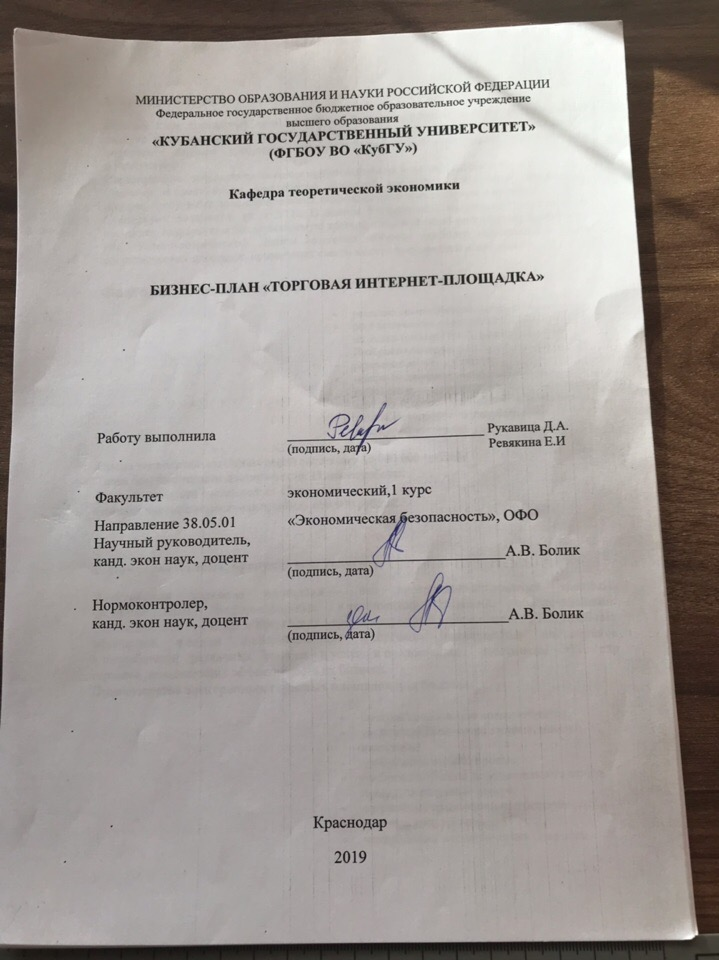 МИНИСТЕРСТВО ОБРАЗОВАНИЯ И НАУКИ РОССИЙСКОЙ ФЕДЕРАЦИИ
Федеральное государственное бюджетное образовательное учреждение
высшего образования
«КУБАНСКИЙ ГОСУДАРСТВЕННЫЙ УНИВЕРСИТЕТ»
(ФГБОУ ВО «КубГУ»)
Кафедра теоретической экономики
БИЗНЕС-ПЛАН «ТОРГОВАЯ ИНТЕРНЕТ-ПЛОЩАДКА»
Работу выполнила Рукавица Д.А.
(подпись, дата) Ревякина Е.И
Факультет экономический,1 курс
Направление 38.05.01 «Экономическая безопасность», ОФО
Научный руководитель,
канд. экон наук, доцент А.В. Болик
(подпись, дата)
Нормоконтролер,
канд. экон наук, доцент А.В. Болик
(подпись, дата)
Краснодар
2019